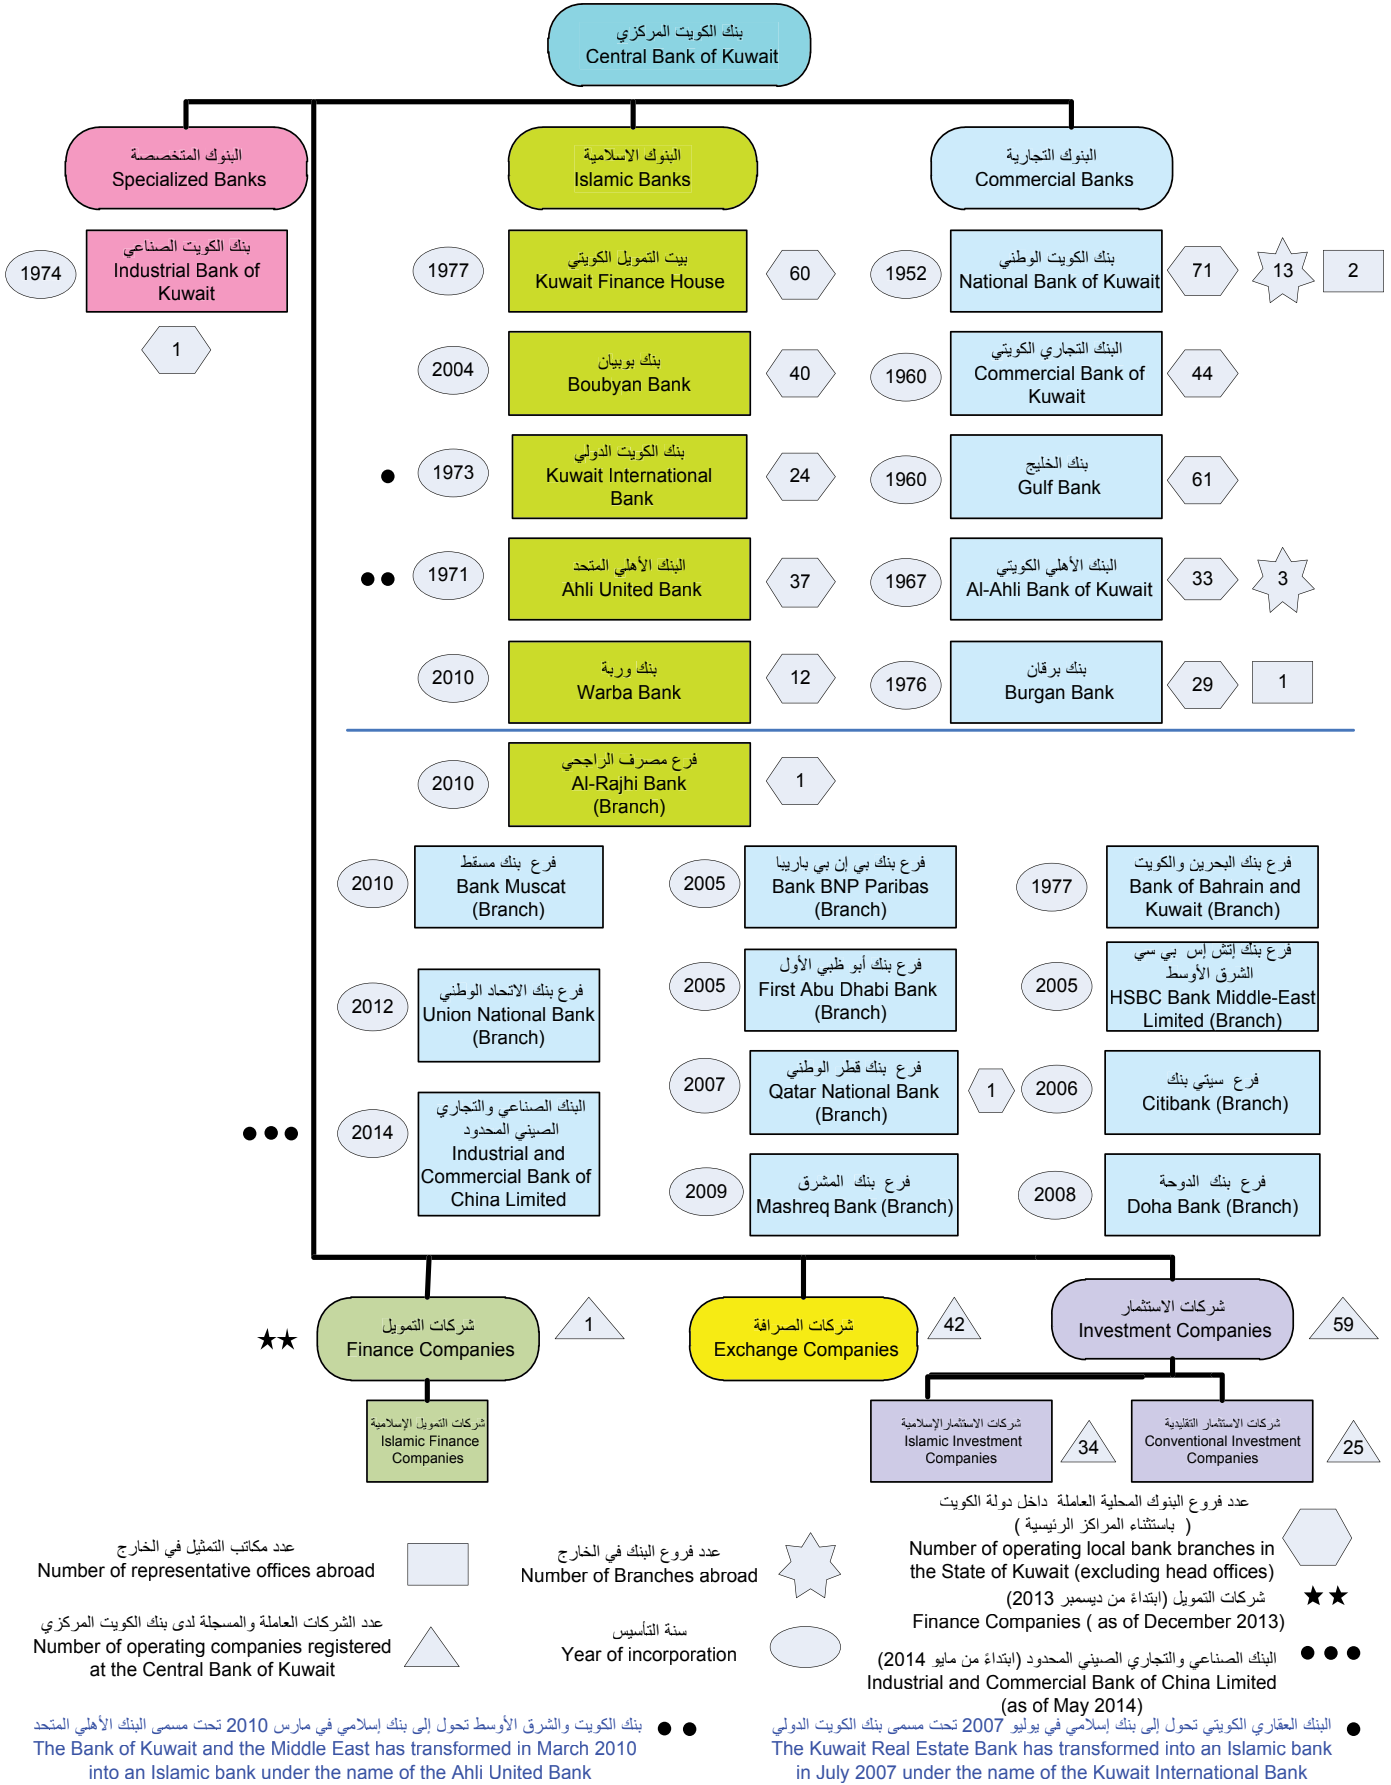 بنك الكويت المركزي
Central Bank of Kuwait
البنوك المتخصصة
Specialized Banks
البنوك الاسلامية
Islamic Banks
البنوك التجارية
Commercial Banks
1974
بنك الكويت الصناعي
Industrial Bank of
Kuwait
1
1977
بيت التمويل الكويتي
Kuwait Finance House
60
1952
بنك الكويت الوطني
National Bank of Kuwait
71
13
2
2004
بنك بوبيان
Boubyan Bank
40
1960
البنك التجاري الكويتي
Commercial Bank of
Kuwait
44
1973
بنك الكويت الدولي
Kuwait International
Bank
24
1960
بنك الخليج
Gulf Bank
61
1971
البنك الأهلي المتحد
Ahli United Bank
37
1967
البنك الأهلي الكويتي
Al-Ahli Bank of Kuwait
33
3
2010
بنك وربة
Warba Bank
12
1976
بنك برقان
Burgan Bank
29
1
2010
فرع مصرف الراجحي
Al-Rajhi Bank
(Branch)
1
2010
فرع بنك مسقط
Bank Muscat
(Branch)
2005
فرع بنك بي إن بي باريبا
Bank BNP Paribas
(Branch)
1977
فرع بنك البحرين والكويت
Bank of Bahrain and
Kuwait (Branch)
2012
فرع بنك الاتحاد الوطني
Union National Bank
(Branch)
2005
فرع بنك أبو ظبي الأول
First Abu Dhabi Bank
(Branch)
2005
فرع بنك إتش إس بي سي
الشرق الأوسط
HSBC Bank Middle-East
Limited (Branch)
2007
فرع بنك قطر الوطني
Qatar National Bank
(Branch)
1
2006
فرع سيتي بنك
Citibank (Branch)
2014
البنك الصناعي والتجاري
الصيني المحدود
Industrial and
Commercial Bank of
China Limited
2009
فرع بنك المشرق
Mashreq Bank (Branch)
2008
فرع بنك الدوحة
Doha Bank (Branch)
شركات التمويل
Finance Companies
1
شركات الصرافة
Exchange Companies
42
شركات الاستثمار
Investment Companies
59
شركات التمويل الإسلامية
Islamic Finance
Companies
شركات الاستثمار الإسلامية
Islamic Investment
Companies
34
شركات الاستثمار التقليدية
Conventional Investment
Companies
25
عدد فروع البنوك المحلية العاملة داخل دولة الكويت
( باستثناء المراكز الرئيسية )
Number of operating local bank branches in
the State of Kuwait (excluding head offices)
عدد فروع البنك في الخارج
Number of Branches abroad
عدد مكاتب التمثيل في الخارج
Number of representative offices abroad
شركات التمويل (ابتداءً من ديسمبر 2013)
Finance Companies ( as of December 2013)
سنة التأسيس
Year of incorporation
عدد الشركات العاملة والمسجلة لدى بنك الكويت المركزي
Number of operating companies registered
at the Central Bank of Kuwait
البنك الصناعي والتجاري الصيني المحدود (ابتداءً من مايو 2014)
Industrial and Commercial Bank of China Limited
(as of May 2014)
البنك العقاري الكويتي تحول إلى بنك إسلامي في يوليو 2007 تحت مسمى بنك الكويت الدولي
The Kuwait Real Estate Bank has transformed into an Islamic bank
in July 2007 under the name of the Kuwait International Bank
بنك الكويت والشرق الأوسط تحول إلى بنك إسلامي في مارس 2010 تحت مسمى البنك الأهلي المتحد
The Bank of Kuwait and the Middle East has transformed in March 2010
into an Islamic bank under the name of the Ahli United Bank